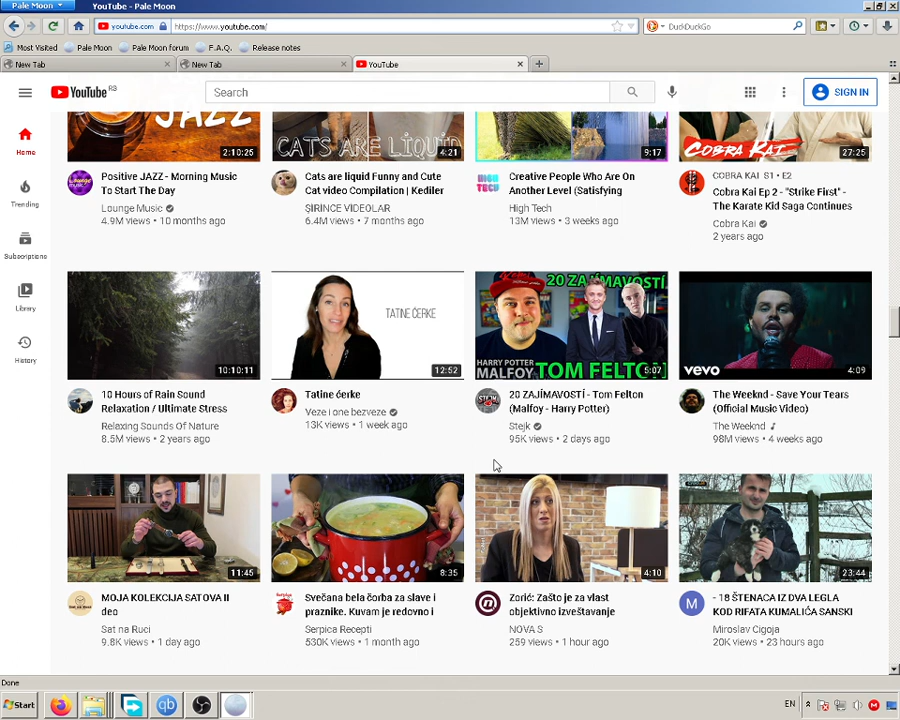 Pale Moon
YouTube - Pale Moon
youtube.com
https://www.youtube.com/
DuckDuckGo
Most Visited
Pale Moon
Pale Moon forum
F.A.Q.
Release notes
New Tab
New Tab
YouTube
YouTube RS
Search
SIGN IN
Home
Trending
Subscriptions
Library
History
JAZZ
2:10:25
CATS ARE LIQUID
4:21
9:17
COBRA KAI
27:25
Positive JAZZ - Morning Music
To Start The Day
Lounge Music
4.9M views • 10 months ago
Cats are liquid Funny and Cute
Cat video Compilation | Kediler
ŞİRİNCE VİDEOLAR
6.4M views • 7 months ago
HIGH
TECH
Creative People Who Are On
Another Level (Satisfying
High Tech
13M views • 3 weeks ago
COBRA KAI S1 • E2
Cobra Kai Ep 2 - "Strike First" -
The Karate Kid Saga Continues
Cobra Kai
2 years ago
10:10:11
TATINE ĆERKE
12:52
20 ZAJÍMAVOSTÍ
HARRY POTTER
MALFOY TOM FELTON
5:07
vevo
4:09
10 Hours of Rain Sound
Relaxation / Ultimate Stress
Relaxing Sounds Of Nature
8.5M views • 2 years ago
Tatine ćerke
Veze i one bezveze
13K views • 1 week ago
20 ZAJÍMAVOSTÍ - Tom Felton
(Malfoy - Harry Potter)
Stejk
95K views • 2 days ago
The Weeknd - Save Your Tears
(Official Music Video)
The Weeknd
98M views • 4 weeks ago
11:45
8:35
4:10
23:44
MOJA KOLEKCIJA SATOVA II
deo
Sat na Ruci
9.8K views • 1 day ago
Svečana bela čorba za slave i
praznike. Kuvam je redovno i
Serpica Recepti
530K views • 1 month ago
Zorić: Zašto je za vlast
objektivno izveštavanje
NOVA S
259 views • 1 hour ago
M
- 18 ŠTENACA IZ DVA LEGLA
KOD RIFATA KUMALIĆA SANSKI
Miroslav Cigoja
20K views • 23 hours ago
Done
Start
qb
EN